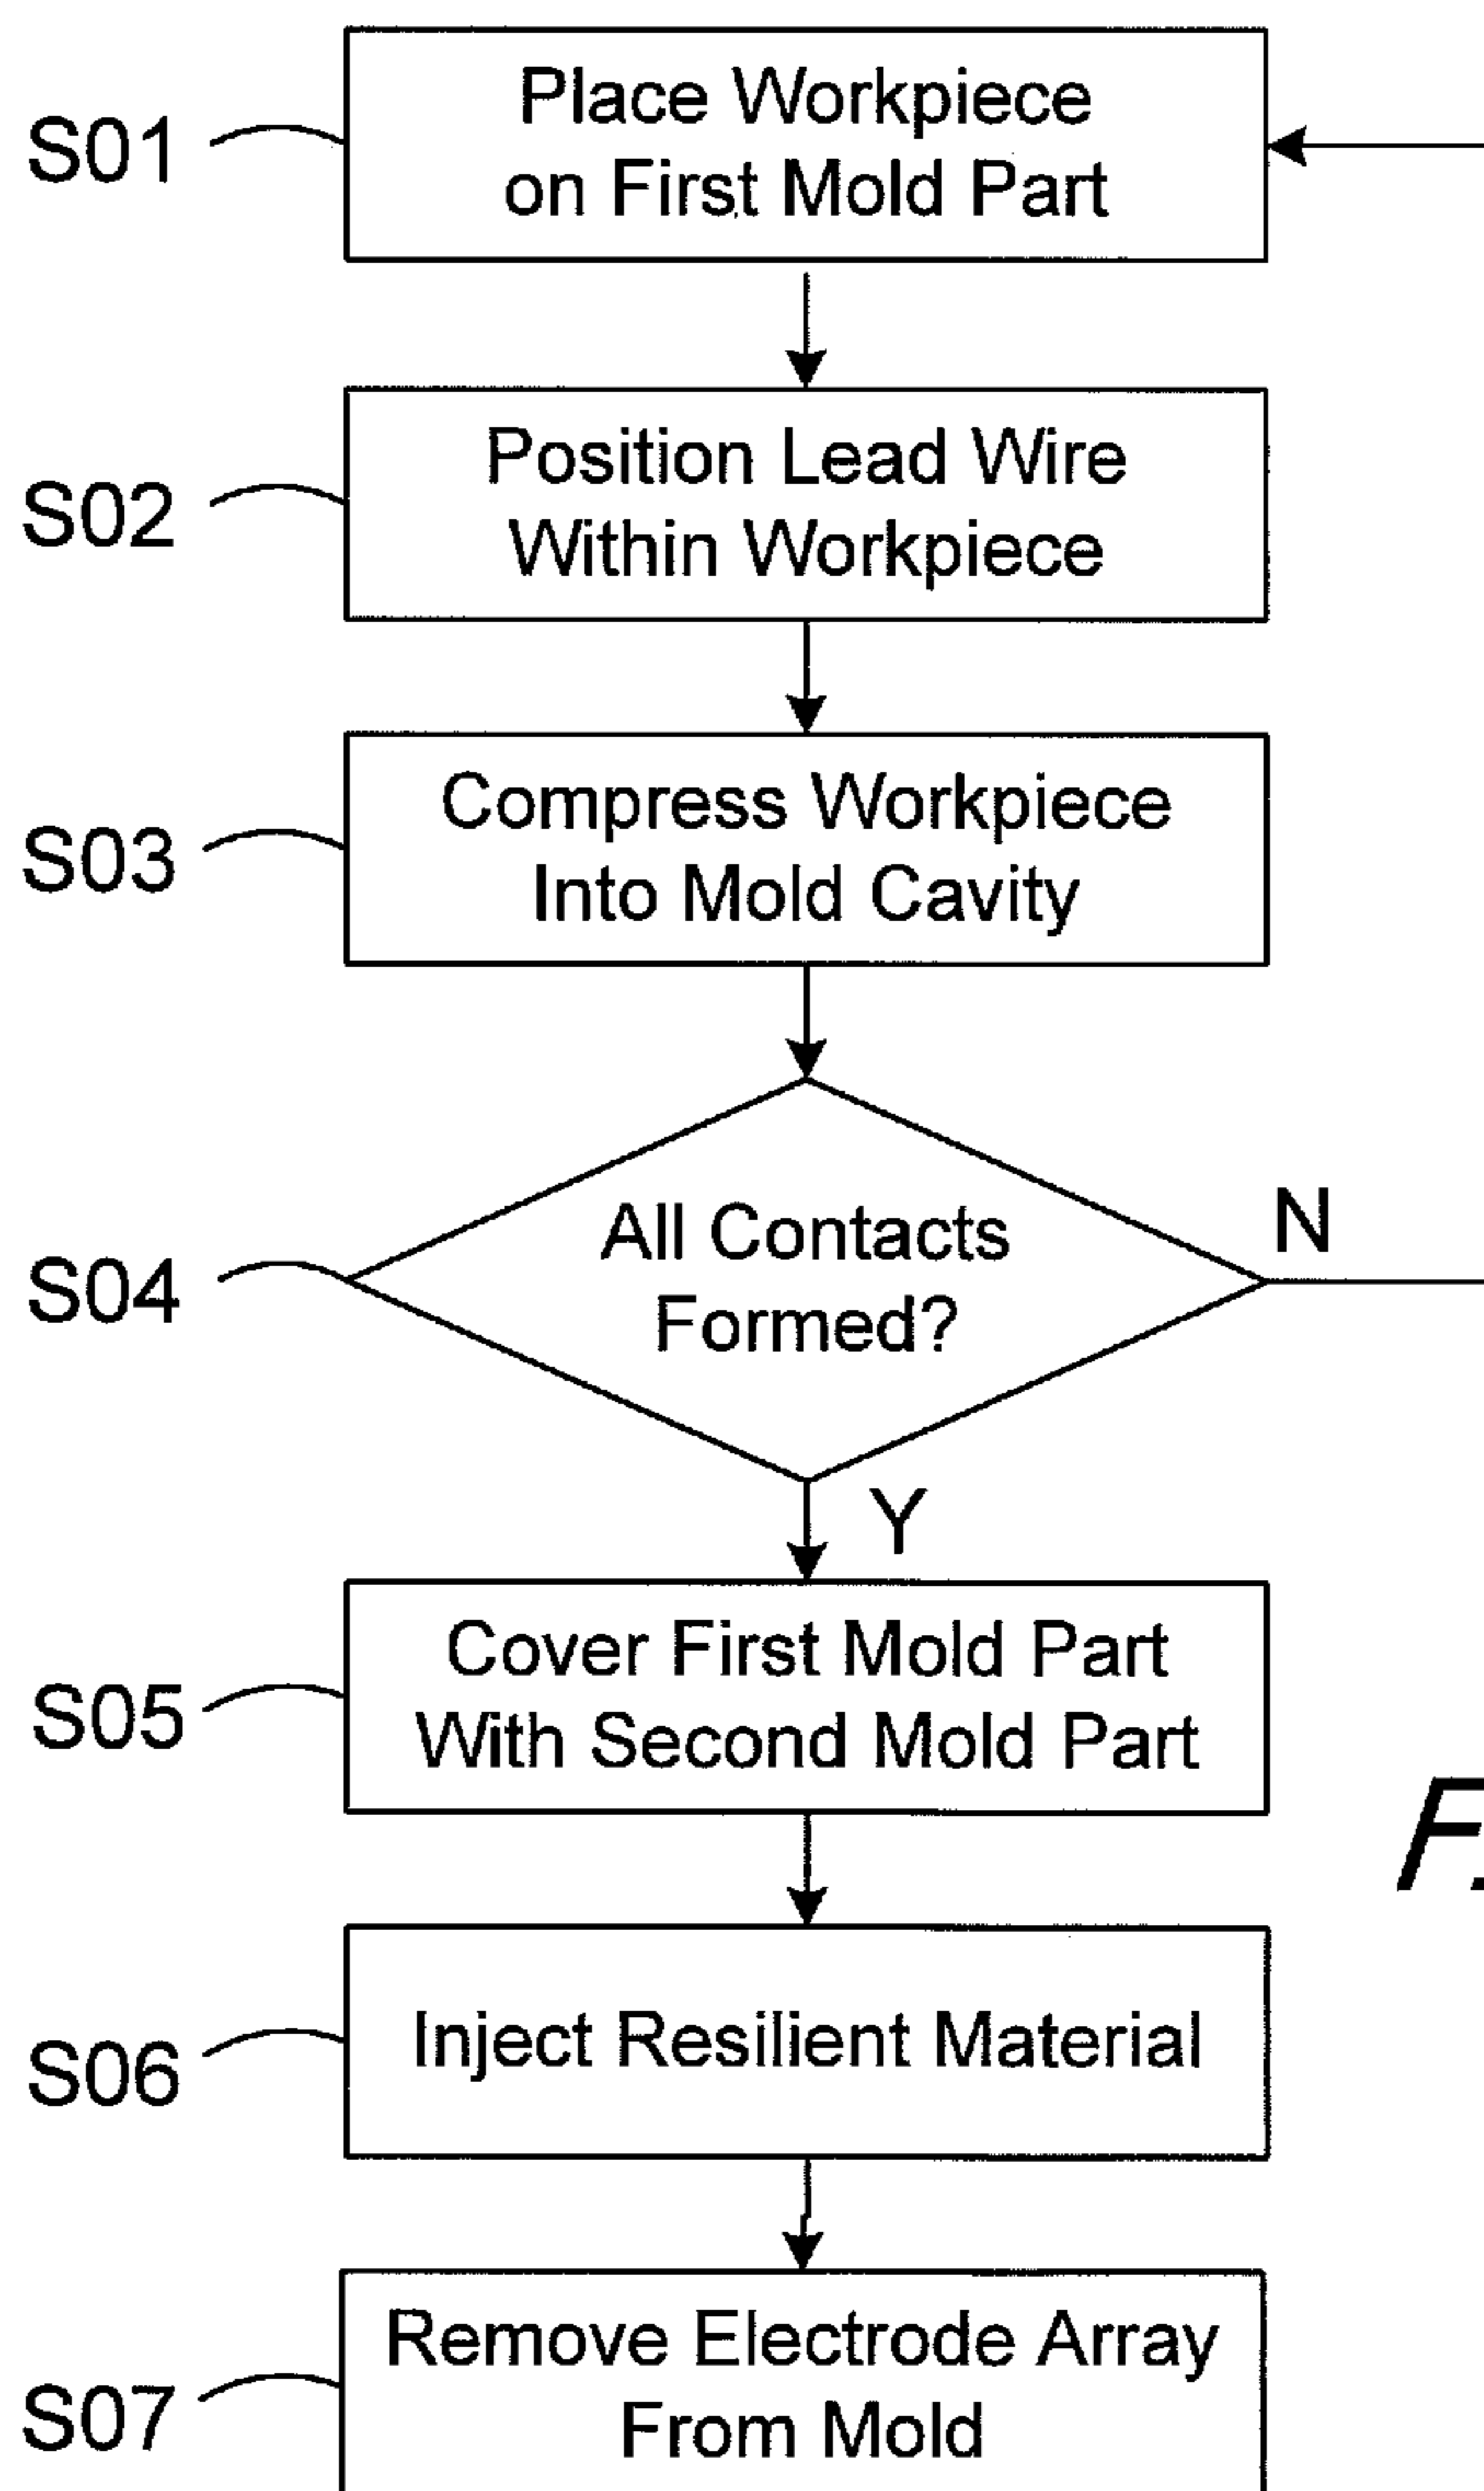 S01
Place Workpiece
on First Mold Part
S02
Position Lead Wire
Within Workpiece
S03
Compress Workpiece
Into Mold Cavity
S04
All Contacts
Formed?
N
Y
S05
Cover First Mold Part
With Second Mold Part
S06
Inject Resilient Material
S07
Remove Electrode Array
From Mold